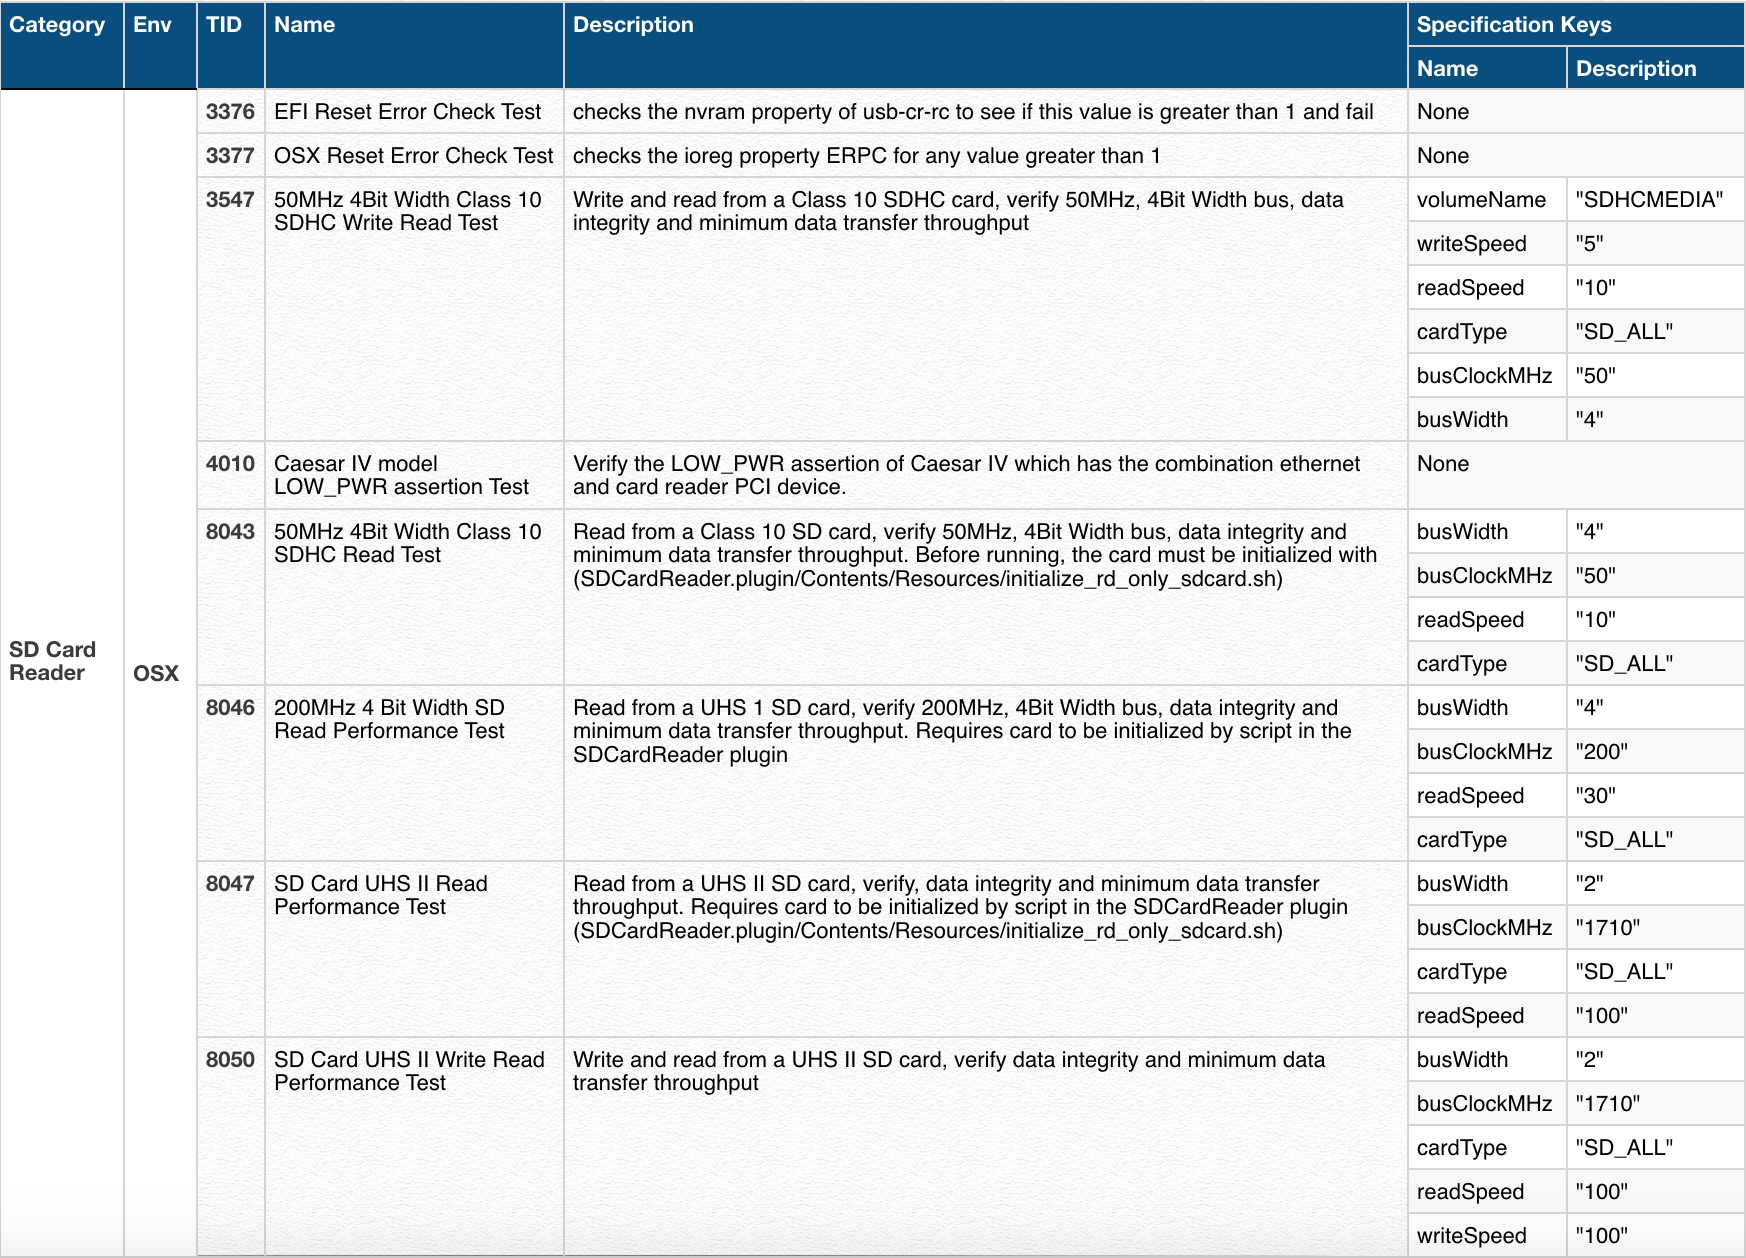 Category Env TID Name Description Specification Keys
Name Description
3376 EFI Reset Error Check Test checks the nvram property of usb-cr-rc to see if this value is greater than 1 and fail None
3377 OSX Reset Error Check Test checks the ioreg property ERPC for any value greater than 1 None
3547 50MHz 4Bit Width Class 10 Write and read from a Class 10 SDHC card, verify 50MHz, 4Bit Width bus, data volumeName "SDHCMEDIA"
SDHC Write Read Test integrity and minimum data transfer throughput
writeSpeed "5"
readSpeed "10"
cardType "SD_ALL"
busClockMHz "50"
busWidth "4"
4010 Caesar IV model Verify the LOW_PWR assertion of Caesar IV which has the combination ethernet None
LOW_PWR assertion Test and card reader PCI device.
8043 50MHz 4Bit Width Class 10 Read from a Class 10 SD card, verify 50MHz, 4Bit Width bus, data integrity and busWidth "4"
SDHC Read Test minimum data transfer throughput. Before running, the card must be initialized with
(SDCardReader.plugin/Contents/Resources/initialize_rd_only_sdcard.sh) busClockMHz "50"
readSpeed "10"
SD Card
Reader OSX
cardType "SD_ALL"
8046 200MHz 4 Bit Width SD Read from a UHS 1 SD card, verify 200MHz, 4Bit Width bus, data integrity and busWidth "4"
Read Performance Test minimum data transfer throughput. Requires card to be initialized by script in the
SDCardReader plugin busClockMHz "200"
readSpeed "30"
cardType "SD_ALL"
8047 SD Card UHS II Read Read from a UHS II SD card, verify, data integrity and minimum data transfer busWidth "2"
Performance Test throughput. Requires card to be initialized by script in the SDCardReader plugin
(SDCardReader.plugin/Contents/Resources/initialize_rd_only_sdcard.sh) busClockMHz "1710"
cardType "SD_ALL"
readSpeed "100"
8050 SD Card UHS II Write Read Write and read from a UHS II SD card, verify data integrity and minimum data busWidth "2"
Performance Test transfer throughput
busClockMHz "1710"
cardType "SD_ALL"
readSpeed "100"
writeSpeed "100"